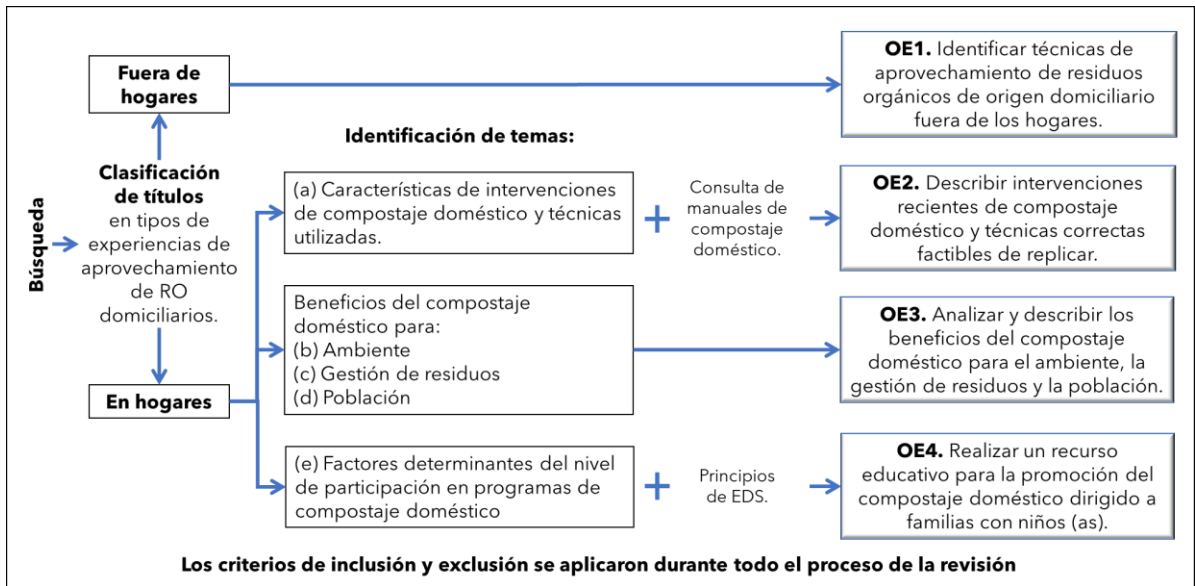 Búsqueda
Clasificación
de títulos
en tipos de
experiencias de
aprovechamiento
de RO
domiciliarios.
Fuera de
hogares
En hogares
Identificación de temas:
(a) Características de intervenciones
de compostaje doméstico y técnicas
utilizadas.
+
Consulta de
manuales de
compostaje
doméstico.
Beneficios del compostaje
doméstico para:
(b) Ambiente
(c) Gestión de residuos
(d) Población
(e) Factores determinantes del nivel
de participación en programas de
compostaje doméstico
+
Principios
de EDS.
OE1. Identificar técnicas de
aprovechamiento de residuos
orgánicos de origen domiciliario
fuera de los hogares.
OE2. Describir intervenciones
recientes de compostaje
doméstico y técnicas correctas
factibles de replicar.
OE3. Analizar y describir los
beneficios del compostaje
doméstico para el ambiente, la
gestión de residuos y la población.
OE4. Realizar un recurso
educativo para la promoción del
compostaje doméstico dirigido a
familias con niños (as).
Los criterios de inclusión y exclusión se aplicaron durante todo el proceso de la revisión